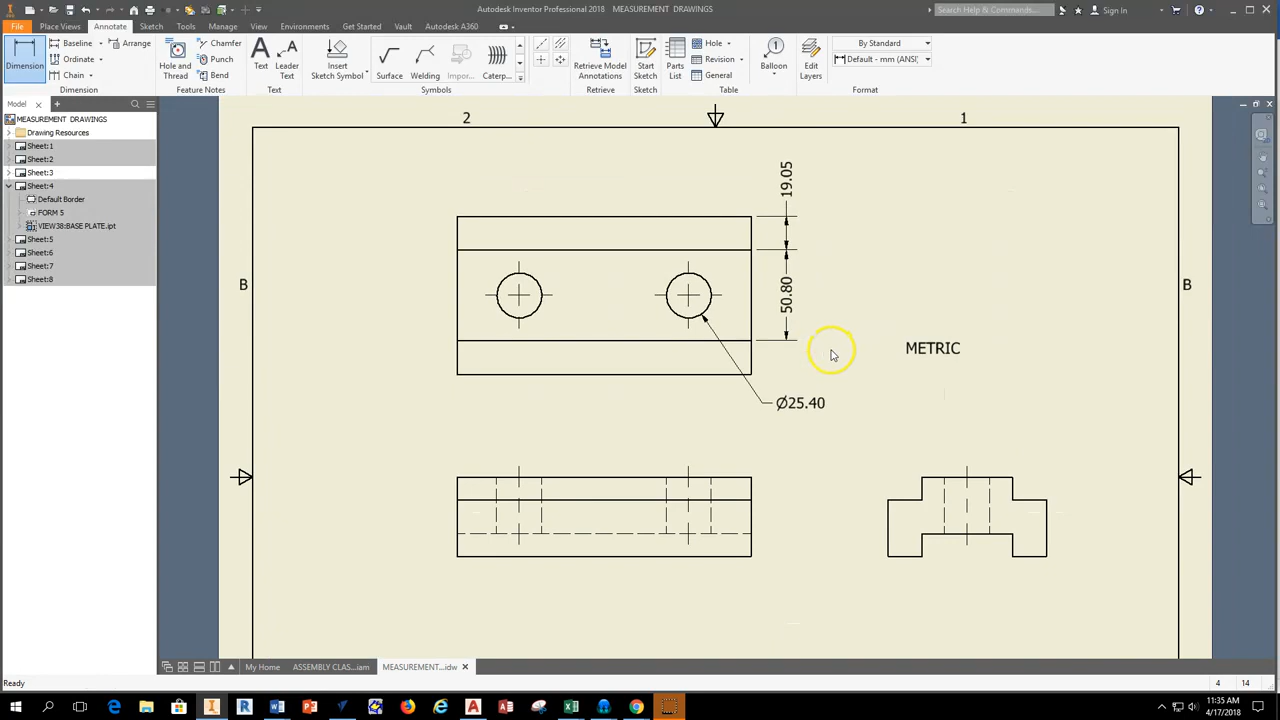 Autodesk Inventor Professional 2018 MEASUREMENT DRAWINGS
Search Help & Commands...
Sign In
File
Place Views
Annotate
Sketch
Tools
Manage
View
Environments
Get Started
Vault
Autodesk A360
Dimension
Baseline
Ordinate
Chain
Arrange
Dimension
Hole and Thread
Chamfer
Punch
Bend
Feature Notes
Text
Leader Text
Text
Insert Sketch Symbol
Surface
Welding
Impor...
Caterp...
Symbols
Retrieve Model Annotations
Retrieve
Start Sketch
Sketch
Parts List
Hole
Revision
General
Table
Balloon
Edit Layers
By Standard
Default - mm (ANSI)
Format
Model
MEASUREMENT DRAWINGS
Drawing Resources
Sheet:1
Sheet:2
Sheet:3
Sheet:4
Default Border
FORM 5
VIEW38:BASE PLATE.ipt
Sheet:5
Sheet:6
Sheet:7
Sheet:8
2
1
19.05
B
50.80
B
METRIC
Ø25.40
My Home
ASSEMBLY CLAS...iam
MEASUREMENT...idw
Ready
4
14
11:35 AM
4/17/2018